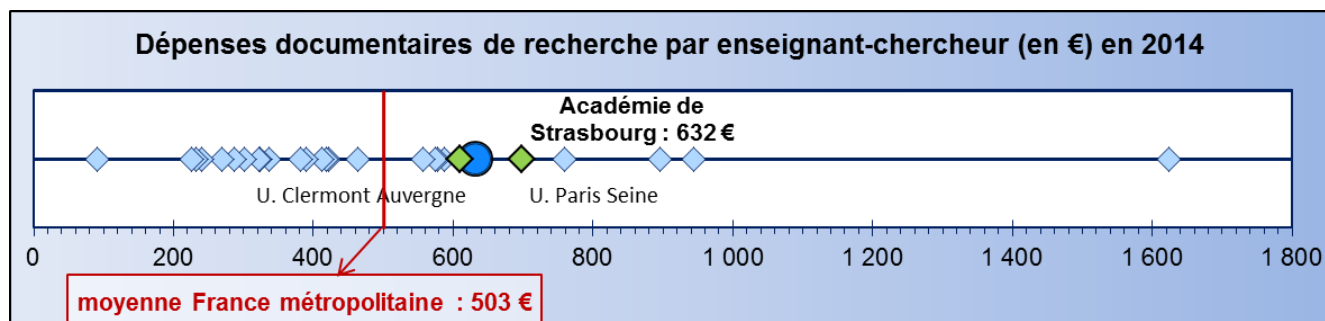 Dépenses documentaires de recherche par enseignant-chercheur (en €) en 2014
Académie de
Strasbourg : 632 €
U. Clermont Auvergne
U. Paris Seine
0 200 400 600 800 1 000 1 200 1 400 1 600 1 800
moyenne France métropolitaine : 503 €